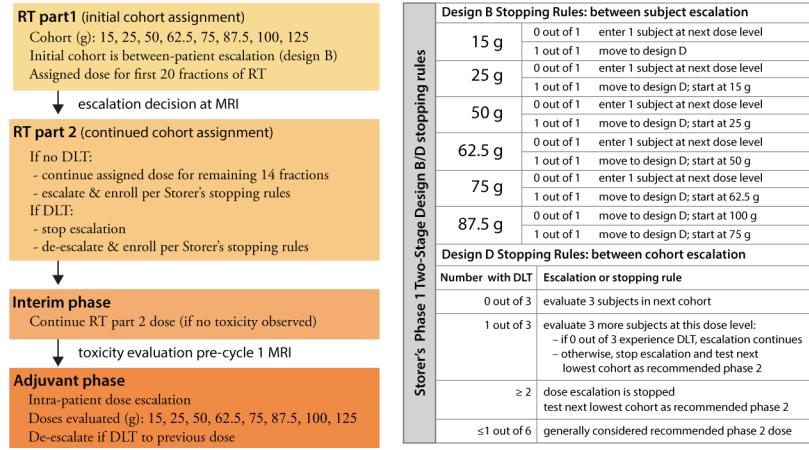 RT part1 (initial cohort assignment)
Cohort (g): 15, 25, 50, 62.5, 75, 87.5, 100, 125
Initial cohort is between-patient escalation (design B)
Assigned dose for first 20 fractions of RT
escalation decision at MRI
RT part 2 (continued cohort assignment)
If no DLT:
- continue assigned dose for remaining 14 fractions
- escalate & enroll per Storer's stopping rules
If DLT:
- stop escalation
- de-escalate & enroll per Storer's stopping rules
Interim phase
Continue RT part 2 dose (if no toxicity observed)
toxicity evaluation pre-cycle 1 MRI
Adjuvant phase
Intra-patient dose escalation
Doses evaluated (g): 15, 25, 50, 62.5, 75, 87.5, 100, 125
De-escalate if DLT to previous dose
Storer's Phase 1 Two-Stage Design B/D stopping rules
Design B Stopping Rules: between subject escalation
15 g
0 out of 1 enter 1 subject at next dose level
1 out of 1 move to design D
25 g
0 out of 1 enter 1 subject at next dose level
1 out of 1 move to design D; start at 15 g
50 g
0 out of 1 enter 1 subject at next dose level
1 out of 1 move to design D; start at 25 g
62.5 g
0 out of 1 enter 1 subject at next dose level
1 out of 1 move to design D; start at 50 g
75 g
0 out of 1 enter 1 subject at next dose level
1 out of 1 move to design D; start at 62.5 g
87.5 g
0 out of 1 move to design D; start at 100 g
1 out of 1 move to design D; start at 75 g
Design D Stopping Rules: between cohort escalation
Number with DLT Escalation or stopping rule
0 out of 3 evaluate 3 subjects in next cohort
1 out of 3 evaluate 3 more subjects at this dose level:
– if 0 out of 3 experience DLT, escalation continues
– otherwise, stop escalation and test next
lowest cohort as recommended phase 2
≥ 2 dose escalation is stopped
test next lowest cohort as recommended phase 2
≤1 out of 6 generally considered recommended phase 2 dose